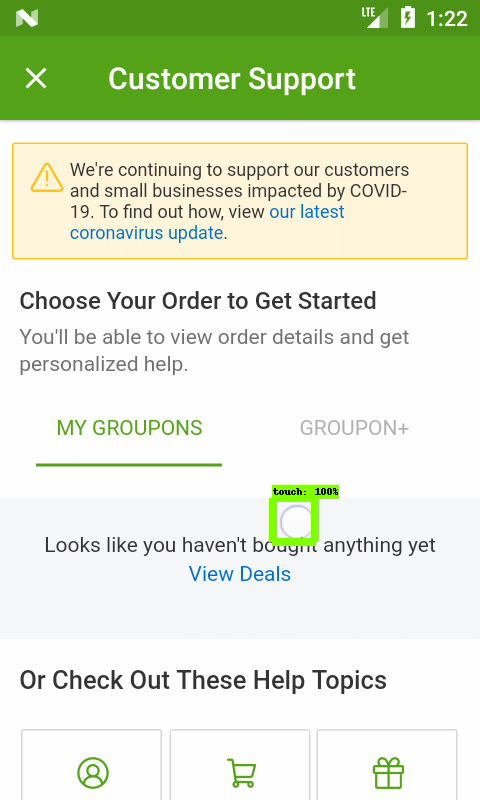 LTE 1:22
Customer Support
We're continuing to support our customers
and small businesses impacted by COVID-
19. To find out how, view our latest
coronavirus update.
Choose Your Order to Get Started
You'll be able to view order details and get
personalized help.
MY GROUPONS GROUPON+
touch: 100%
Looks like you haven't bought anything yet
View Deals
Or Check Out These Help Topics